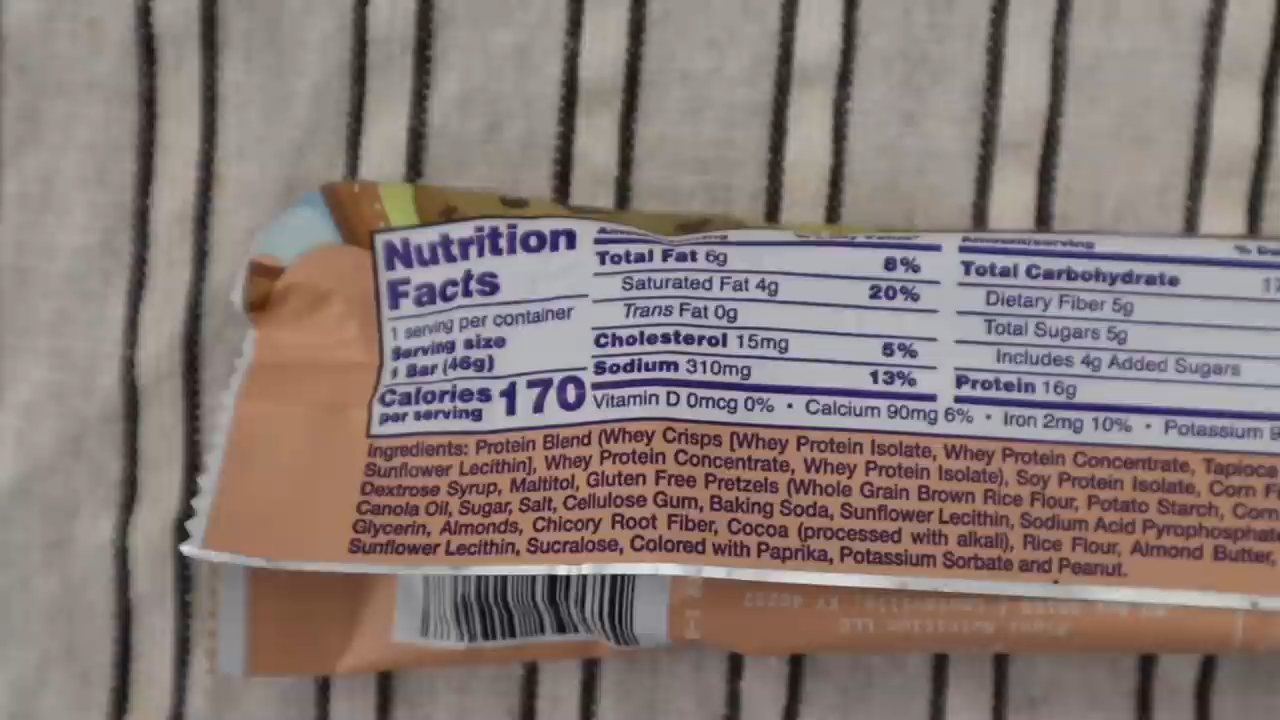 Nutrition
Facts
1 serving per container
Serving size
1 Bar (46g)
Calories 170
per serving
Total Fat 6g 8%
Saturated Fat 4g 20%
Trans Fat 0g
Cholesterol 15mg 5%
Sodium 310mg 13%
Amount/serving
Total Carbohydrate
Dietary Fiber 5g
Total Sugars 5g
Includes 4g Added Sugars
Protein 16g
Vitamin D 0mcg 0% • Calcium 90mg 6% • Iron 2mg 10% • Potassium
Ingredients: Protein Blend (Whey Crisps [Whey Protein Isolate, Whey Protein Concentrate, Tapioca
Sunflower Lecithin], Whey Protein Concentrate, Whey Protein Isolate), Soy Protein Isolate, Corn
Dextrose Syrup, Maltitol, Gluten Free Pretzels (Whole Grain Brown Rice Flour, Potato Starch, Corn
Canola Oil, Sugar, Salt, Cellulose Gum, Baking Soda, Sunflower Lecithin, Sodium Acid Pyrophosphate
Glycerin, Almonds, Chicory Root Fiber, Cocoa (processed with alkali), Rice Flour, Almond Butter,
Sunflower Lecithin, Sucralose, Colored with Paprika, Potassium Sorbate and Peanut.